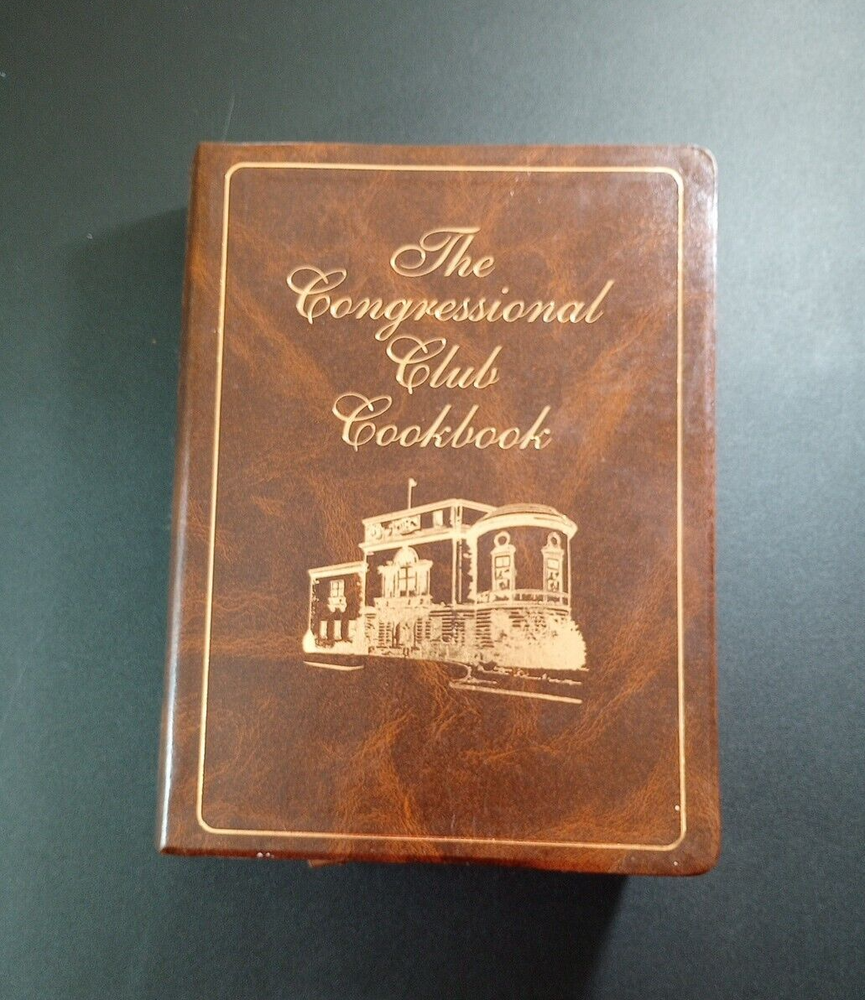 The
Congressional
Club
Cookbook